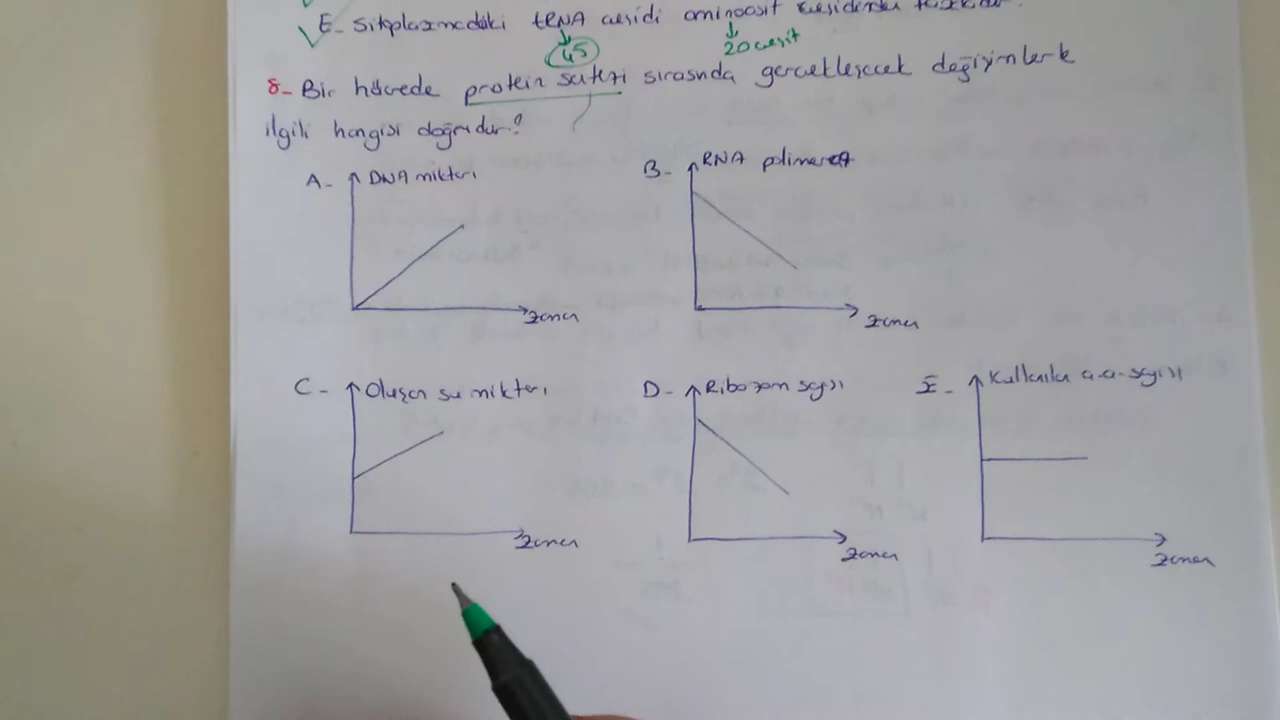 E- Sitoplazmadaki tRNA çeşidi aminoasit çeşidinden
45
20 çeşit
8- Bir hücrede protein sentezi sırasında gerçekleşecek değişimlerle
ilgili hangisi doğrudur?
A- DNA miktarı
zaman
B- RNA polimeraz
zaman
C- Oluşan su miktarı
zaman
D- Ribozom sayısı
zaman
E- Kullanılan a.a. sayısı
zaman